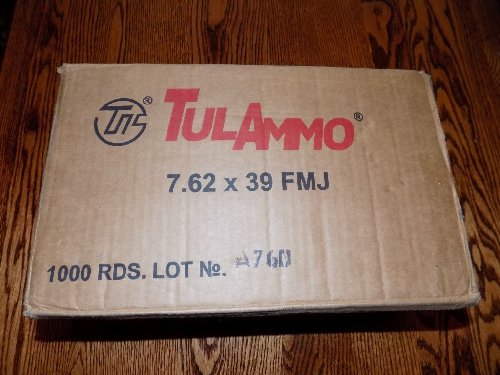 TULAMMO®
7.62 x 39 FMJ
1000 RDS. LOT №. A760